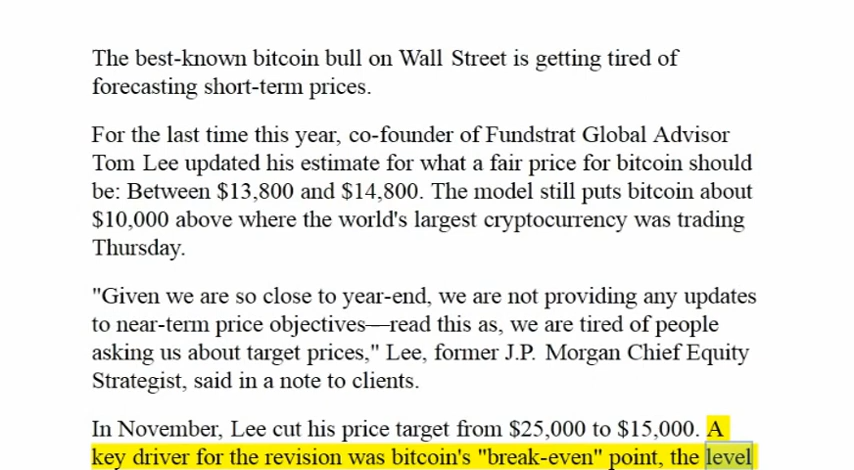 The best-known bitcoin bull on Wall Street is getting tired of
forecasting short-term prices.
For the last time this year, co-founder of Fundstrat Global Advisor
Tom Lee updated his estimate for what a fair price for bitcoin should
be: Between $13,800 and $14,800. The model still puts bitcoin about
$10,000 above where the world's largest cryptocurrency was trading
Thursday.
"Given we are so close to year-end, we are not providing any updates
to near-term price objectives—read this as, we are tired of people
asking us about target prices," Lee, former J.P. Morgan Chief Equity
Strategist, said in a note to clients.
In November, Lee cut his price target from $25,000 to $15,000. A
key driver for the revision was bitcoin's "break-even" point, the level